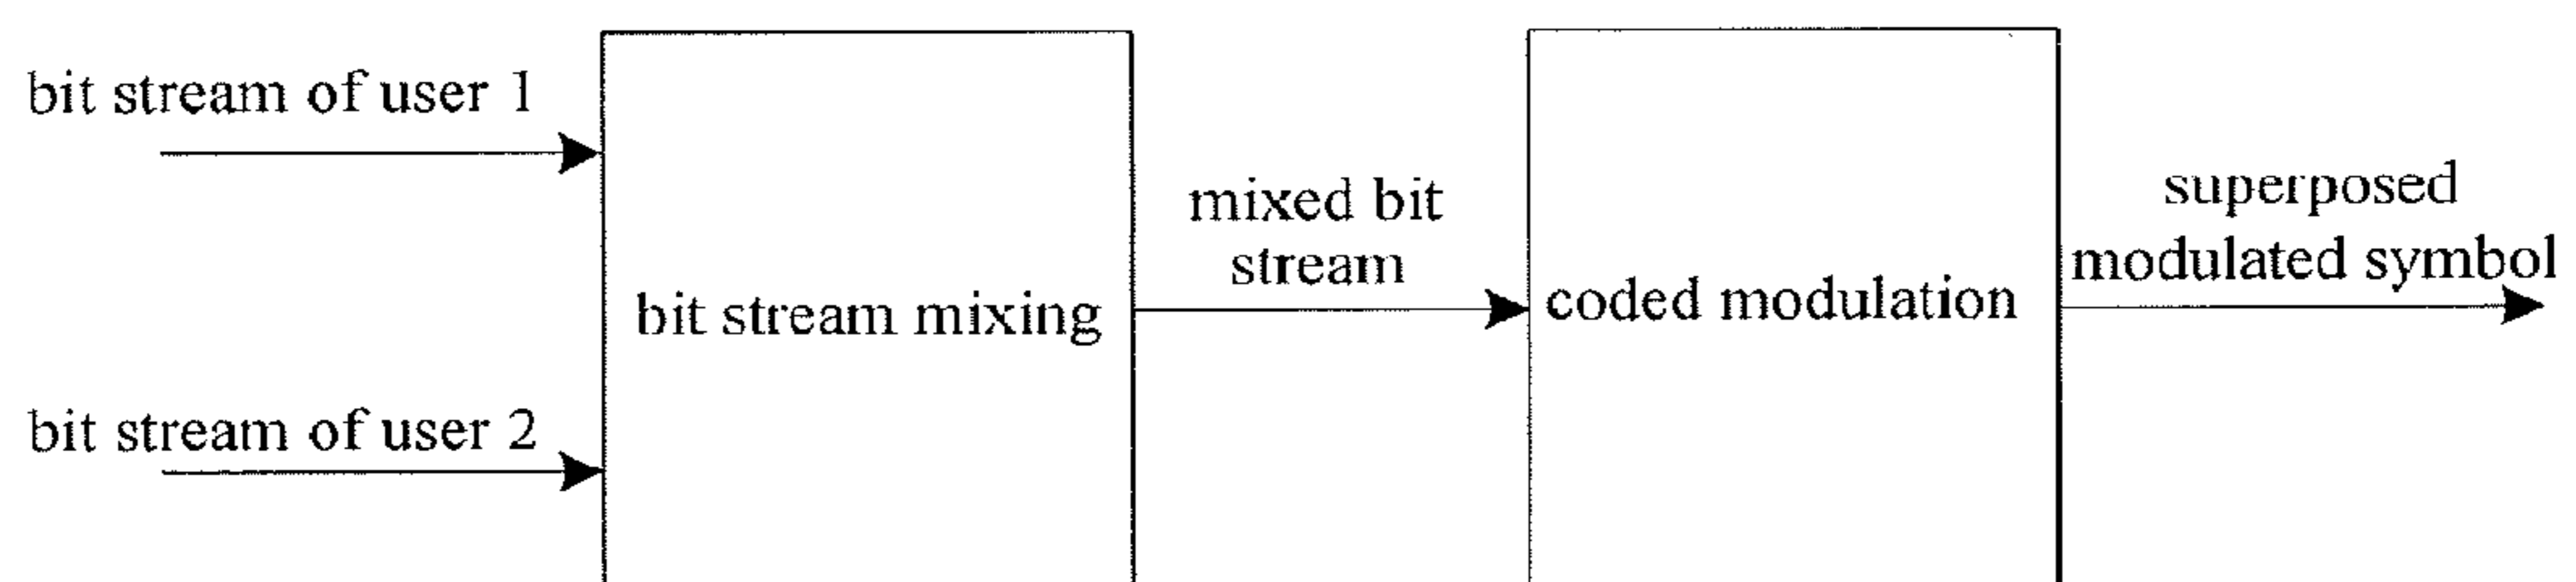 bit stream of user 1
bit stream of user 2
bit stream mixing
mixed bit
stream
coded modulation
superposed
modulated symbol